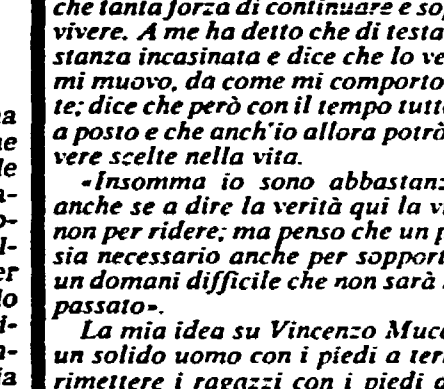 che tanta forza di continuare e so
vivere. A me ha detto che di testa
stanza incasinata e dice che lo ve
mi muovo, da come mi comporto
te; dice che però con il tempo tutt
a posto e che anch'io allora potrò
vere scelte nella vita.
«Insomma io sono abbastan
anche se a dire la verità qui la v
non per ridere; ma penso che un p
sia necessario anche per sopport
un domani difficile che non sarà
passato».
La mia idea su Vincenzo Mucc
un solido uomo con i piedi a ter
rimettere i ragazzi con i piedi